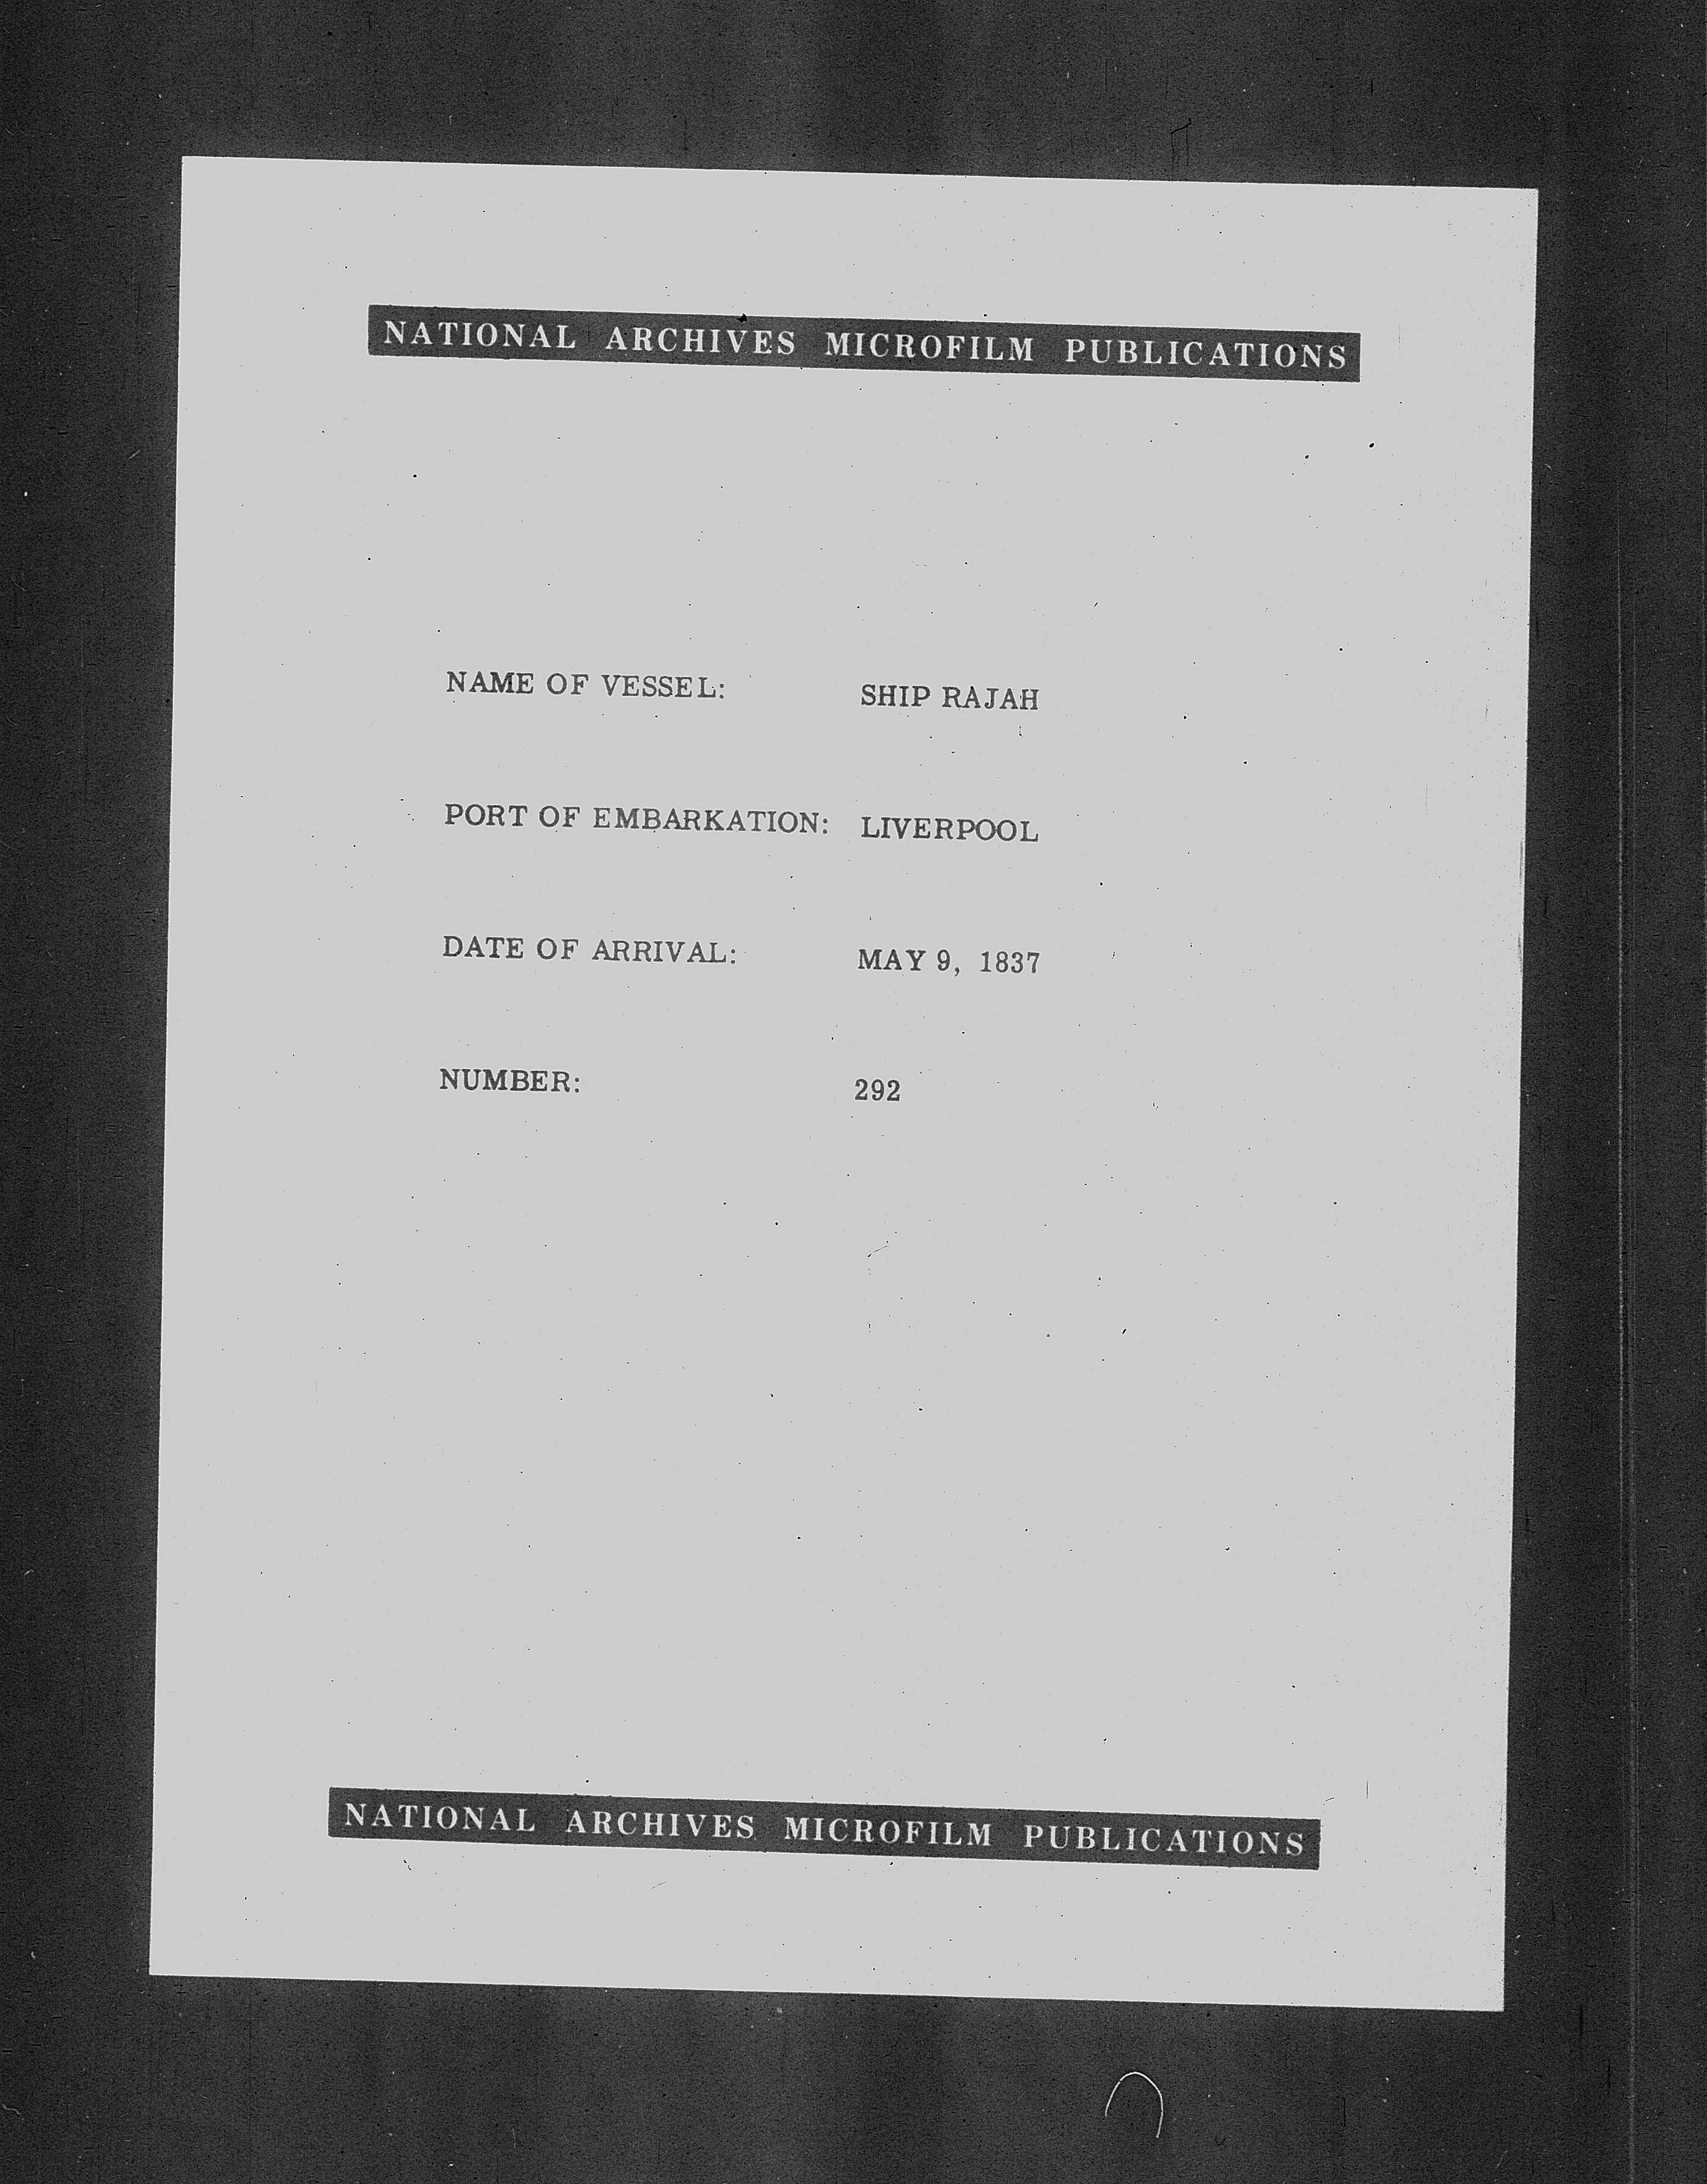 NATIONAL ARCHIVES MICROFILM PUBLICATIONS
NAME OF VESSEL: SHIP RAJAH
PORT OF EMBARKATION: LIVERPOOL
DATE OF ARRIVAL: MAY 9, 1837
NUMBER: 292
NATIONAL ARCHIVES MICROFILM PUBLICATIONS